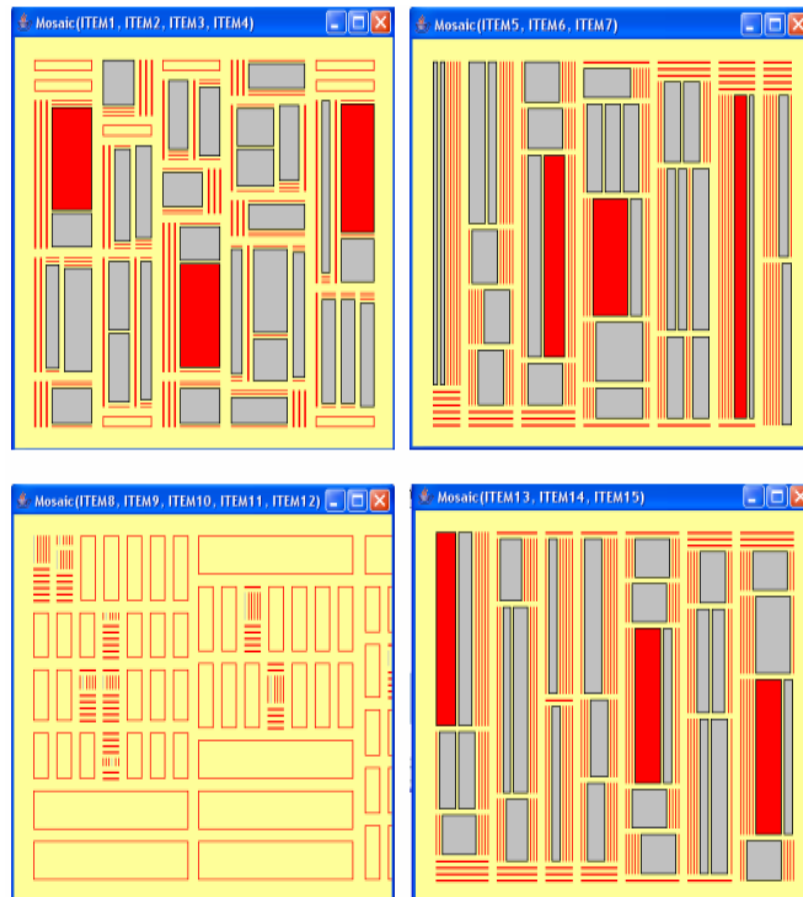 Mosaic(ITEM1, ITEM2, ITEM3, ITEM4)
Mosaic(ITEM5, ITEM6, ITEM7)
Mosaic(ITEM8, ITEM9, ITEM10, ITEM11, ITEM12)
Mosaic(ITEM13, ITEM14, ITEM15)